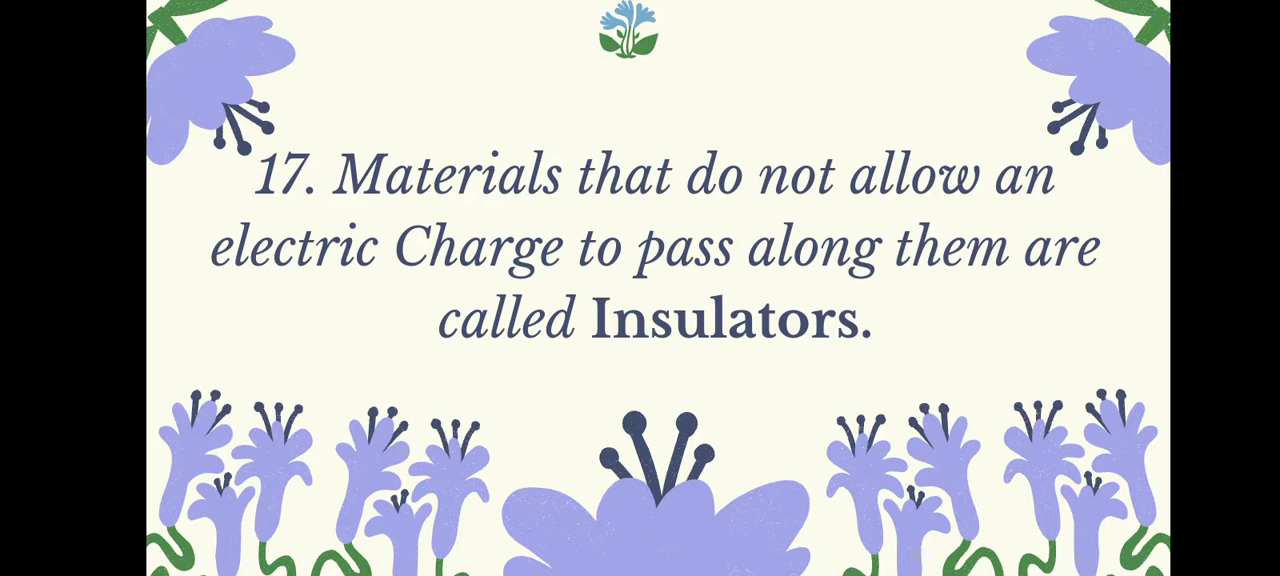 17. Materials that do not allow an
electric Charge to pass along them are
called Insulators.